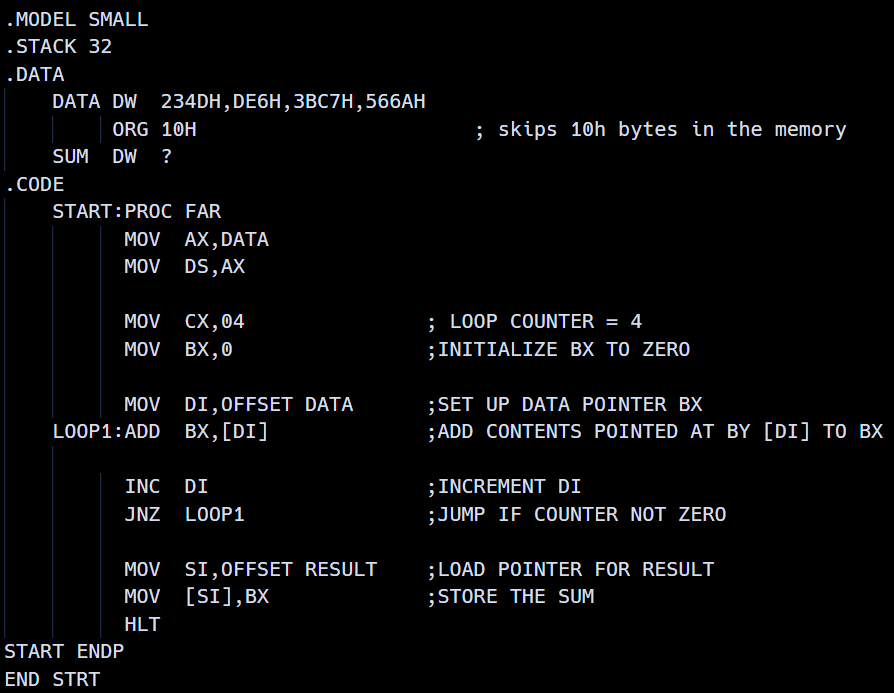 .MODEL SMALL
.STACK 32
.DATA
    DATA DW  234DH,DE6H,3BC7H,566AH
         ORG 10H                       ; skips 10h bytes in the memory
    SUM  DW  ?
.CODE
    START:PROC FAR
          MOV  AX,DATA
          MOV  DS,AX
          MOV  CX,04               ; LOOP COUNTER = 4
          MOV  BX,0                ;INITIALIZE BX TO ZERO
          MOV  DI,OFFSET DATA      ;SET UP DATA POINTER BX
    LOOP1:ADD  BX,[DI]             ;ADD CONTENTS POINTED AT BY [DI] TO BX
          INC  DI                  ;INCREMENT DI
          JNZ  LOOP1               ;JUMP IF COUNTER NOT ZERO
          MOV  SI,OFFSET RESULT    ;LOAD POINTER FOR RESULT
          MOV  [SI],BX             ;STORE THE SUM
          HLT
START ENDP
END STRT